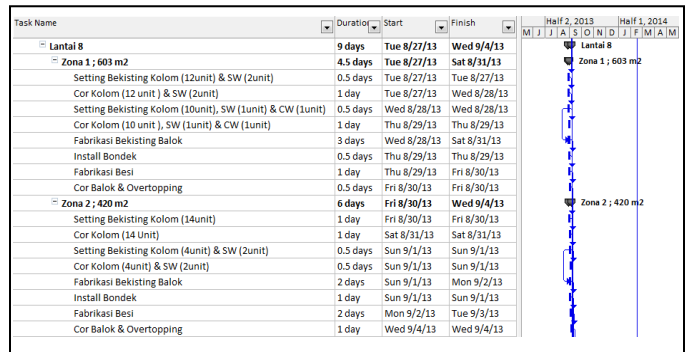 Task Name Duration Start Finish Half 2, 2013 Half 1, 2014
M J J A S O N D J F M A M
Lantai 8 9 days Tue 8/27/13 Wed 9/4/13 Lantai 8
Zona 1 ; 603 m2 4.5 days Tue 8/27/13 Sat 8/31/13 Zona 1 ; 603 m2
Setting Bekisting Kolom (12unit) & SW (2unit) 0.5 days Tue 8/27/13 Tue 8/27/13
Cor Kolom (12 unit ) & SW (2unit) 1 day Tue 8/27/13 Wed 8/28/13
Setting Bekisting Kolom (10unit), SW (1unit) & CW (1unit) 0.5 days Wed 8/28/13 Wed 8/28/13
Cor Kolom (10 unit ), SW (1unit) & CW (1unit) 1 day Thu 8/29/13 Thu 8/29/13
Fabrikasi Bekisting Balok 3 days Wed 8/28/13 Sat 8/31/13
Install Bondek 0.5 days Thu 8/29/13 Thu 8/29/13
Fabrikasi Besi 1 day Thu 8/29/13 Fri 8/30/13
Cor Balok & Overtopping 0.5 days Fri 8/30/13 Fri 8/30/13
Zona 2 ; 420 m2 6 days Fri 8/30/13 Wed 9/4/13 Zona 2 ; 420 m2
Setting Bekisting Kolom (14unit) 1 day Fri 8/30/13 Fri 8/30/13
Cor Kolom (14 Unit) 1 day Sat 8/31/13 Sat 8/31/13
Setting Bekisting Kolom (4unit) & SW (2unit) 0.5 days Sun 9/1/13 Sun 9/1/13
Cor Kolom (4unit) & SW (2unit) 0.5 days Sun 9/1/13 Sun 9/1/13
Fabrikasi Bekisting Balok 2 days Sun 9/1/13 Mon 9/2/13
Install Bondek 1 day Sun 9/1/13 Sun 9/1/13
Fabrikasi Besi 2 days Mon 9/2/13 Tue 9/3/13
Cor Balok & Overtopping 1 day Wed 9/4/13 Wed 9/4/13